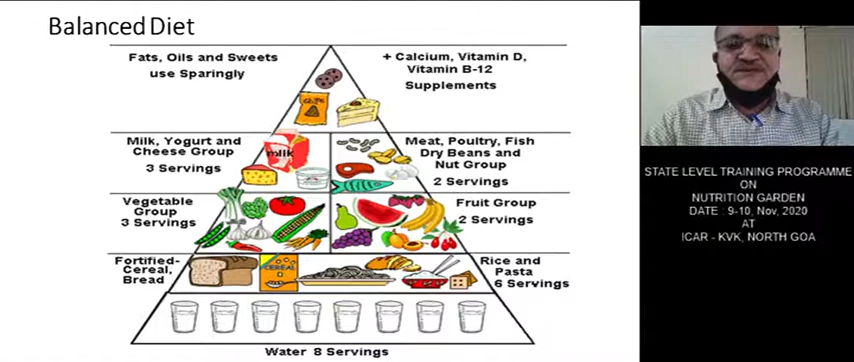 Balanced Diet
Fats, Oils and Sweets
use Sparingly
+ Calcium, Vitamin D,
Vitamin B-12
Supplements
CHIPS
Milk, Yogurt and
Cheese Group
3 Servings
milk
Meat, Poultry, Fish
Dry Beans and
Nut Group
2 Servings
Vegetable
Group
3 Servings
Fruit Group
2 Servings
Fortified-
Cereal,
Bread
CEREAL
Rice and
Pasta
6 Servings
Water 8 Servings
STATE LEVEL TRAINING PROGRAMME
ON
NUTRITION GARDEN
DATE : 9-10, Nov, 2020
AT
ICAR - KVK, NORTH GOA